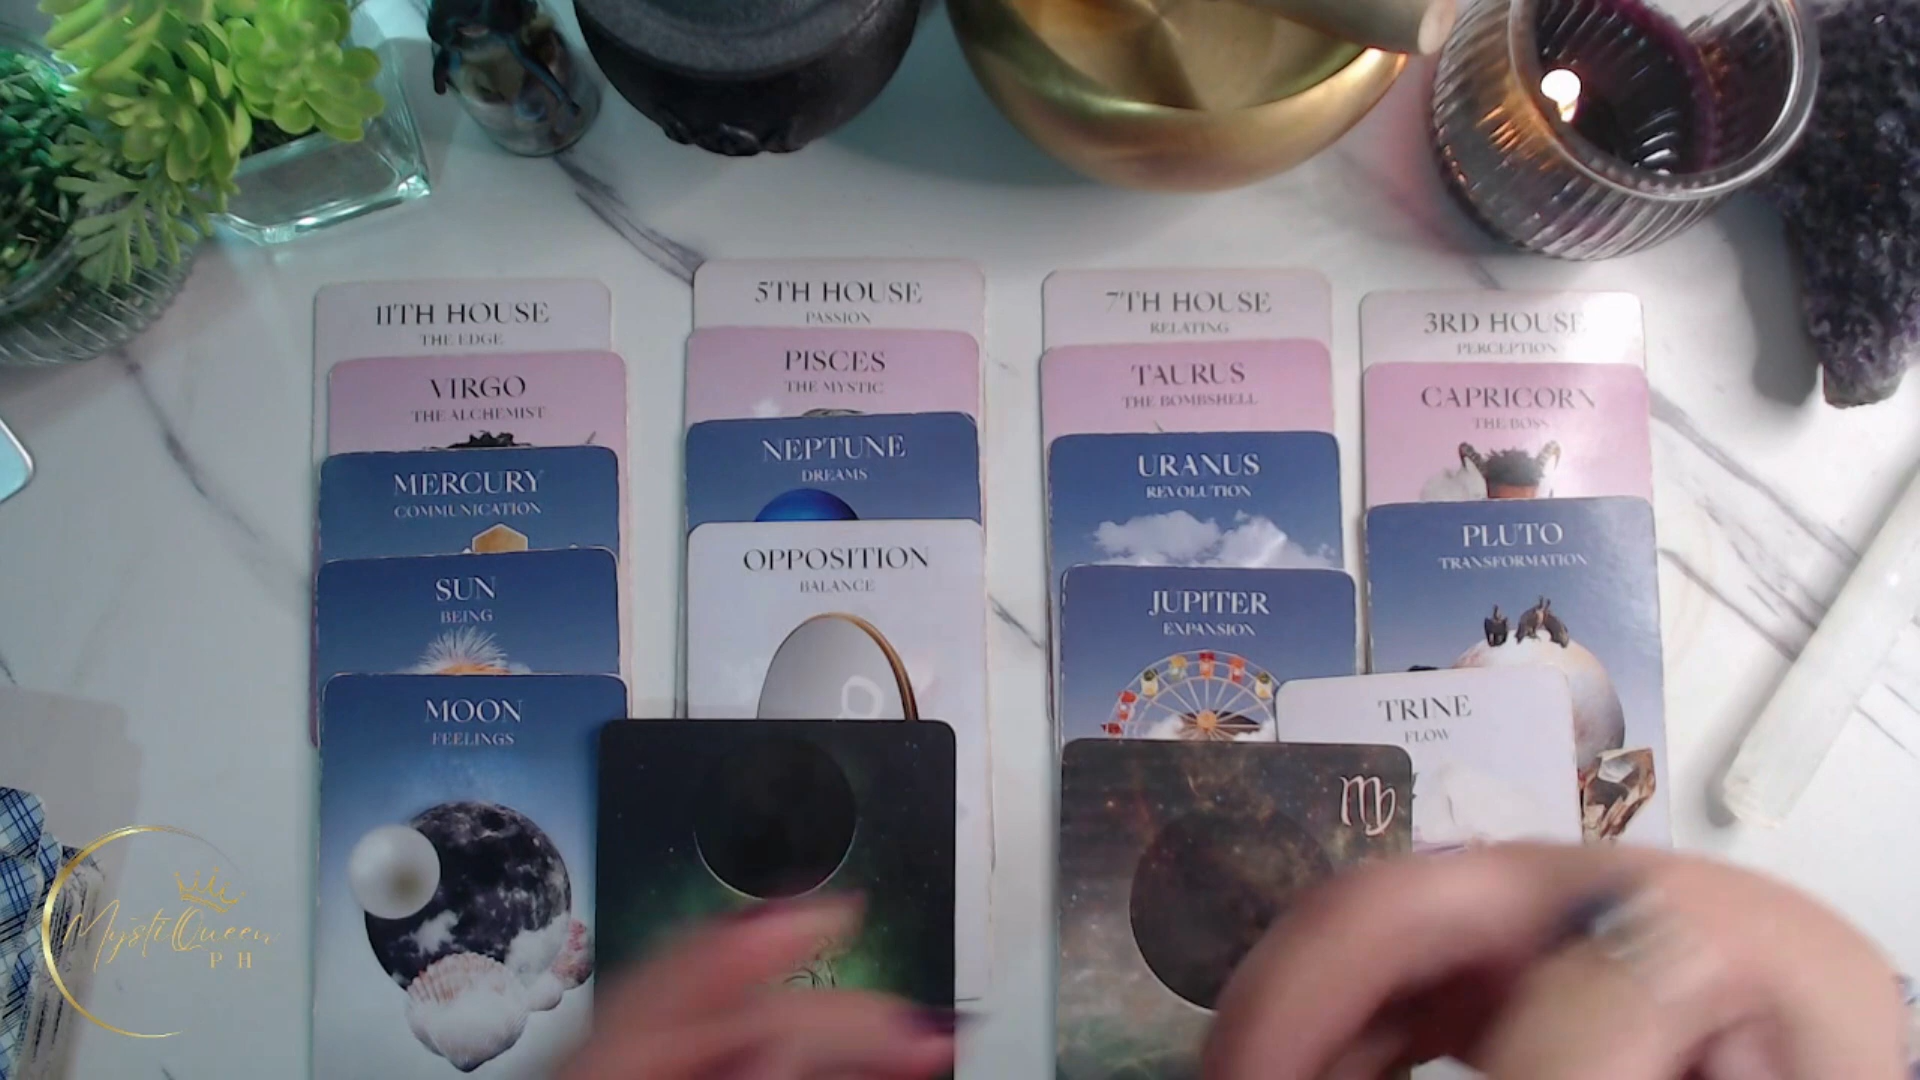 11TH HOUSE
THE EDGE
VIRGO
THE ALCHEMIST
MERCURY
COMMUNICATION
SUN
BEING
MOON
FEELINGS
5TH HOUSE
PASSION
PISCES
THE MYSTIC
NEPTUNE
DREAMS
OPPOSITION
BALANCE
7TH HOUSE
RELATING
TAURUS
THE BOMBSHELL
URANUS
REVOLUTION
JUPITER
EXPANSION
3RD HOUSE
PERCEPTION
CAPRICORN
THE BOSS
PLUTO
TRANSFORMATION
TRINE
FLOW
MystiQueen
PH